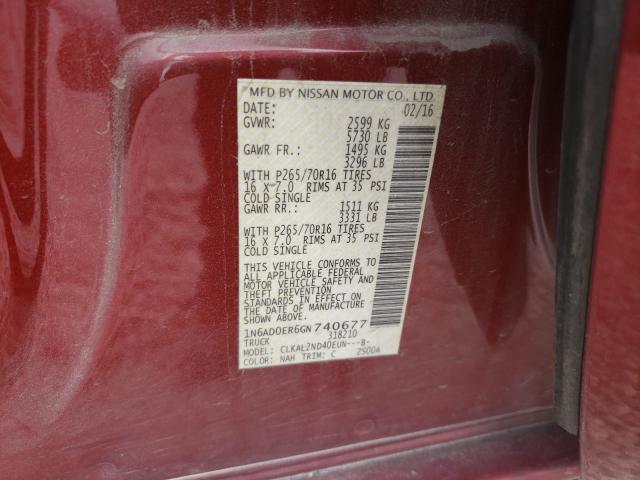 MFD BY NISSAN MOTOR CO., LTD
DATE: 02/16
GVWR: 2599 KG
5730 LB
GAWR FR.: 1495 KG
3296 LB
WITH P265/70R16 TIRES
16 X 7.0 RIMS AT 35 PSI
COLD SINGLE
GAWR RR.: 1511 KG
3331 LB
WITH P265/70R16 TIRES
16 X 7.0 RIMS AT 35 PSI
COLD SINGLE
THIS VEHICLE CONFORMS TO
ALL APPLICABLE FEDERAL
MOTOR VEHICLE SAFETY AND
THEFT PREVENTION
STANDARDS IN EFFECT ON
THE DATE OF MANUFACTURE
SHOWN ABOVE
1N6AD0ER6GN 740677
TRUCK 318210
MODEL: CLKAL2ND40EUN---B-
COLOR: NAH TRIM: C 2500A